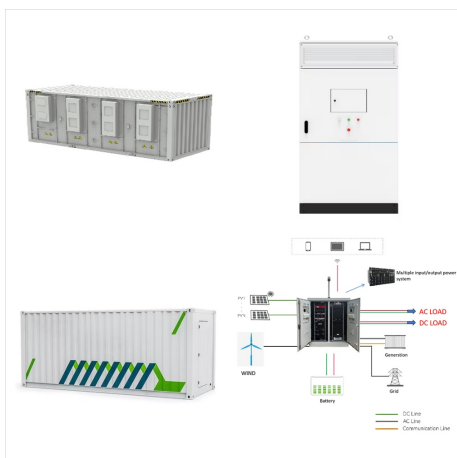 Multiple input/output power
system
AC LOAD
DC LOAD
Generation
WIND
Grid
Battery
DC Line
AC Line
Communication Line